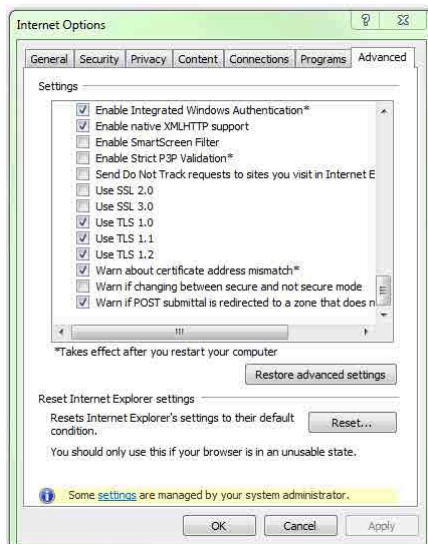 Internet Options
General Security Privacy Content Connections Programs Advanced
Settings
Enable Integrated Windows Authentication*
Enable native XMLHTTP support
Enable SmartScreen Filter
Enable Strict P3P Validation*
Send Do Not Track requests to sites you visit in Internet E
Use SSL 2.0
Use SSL 3.0
Use TLS 1.0
Use TLS 1.1
Use TLS 1.2
Warn about certificate address mismatch*
Warn if changing between secure and not secure mode
Warn if POST submittal is redirected to a zone that does n
*Takes effect after you restart your computer
Restore advanced settings
Reset Internet Explorer settings
Resets Internet Explorer's settings to their default
condition.
Reset...
You should only use this if your browser is in an unusable state.
Some settings are managed by your system administrator.
OK Cancel Apply